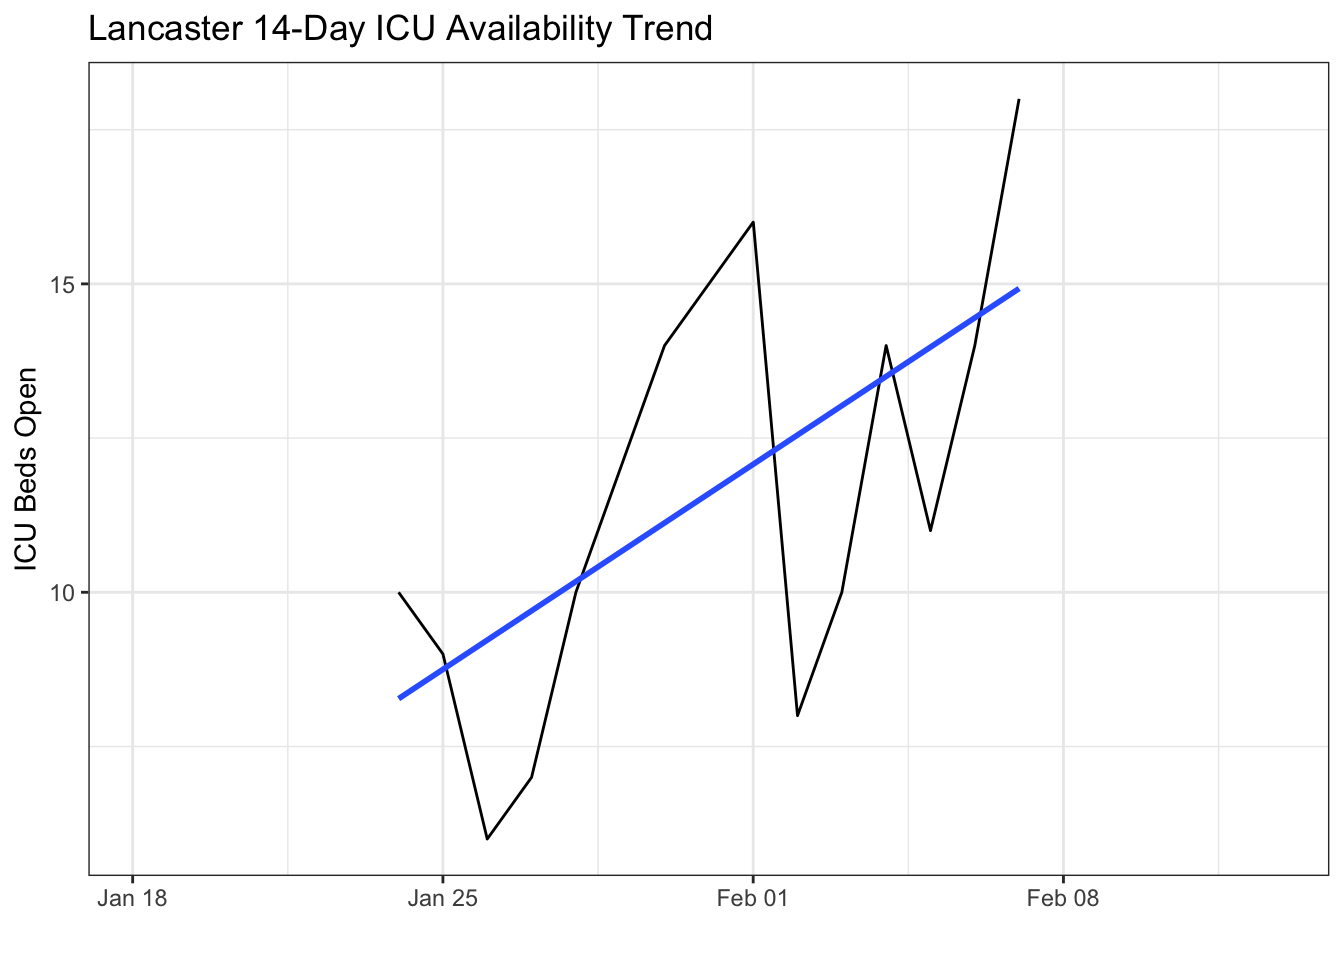 Lancaster 14-Day ICU Availability Trend
ICU Beds Open
15
10
Jan 18
Jan 25
Feb 01
Feb 08